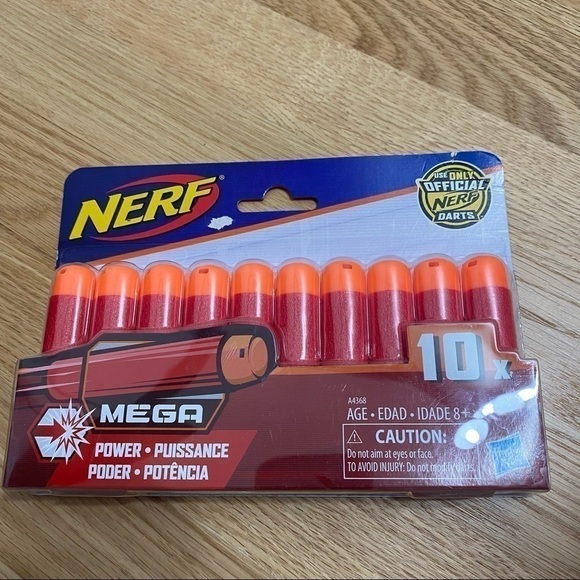 NERF
USE ONLY
OFFICIAL
NERF
DARTS
10x
MEGA
POWER • PUISSANCE
PODER • POTÊNCIA
A4368
AGE • EDAD • IDADE 8+
CAUTION:
Do not aim at eyes or face.
TO AVOID INJURY: Do not modify darts.